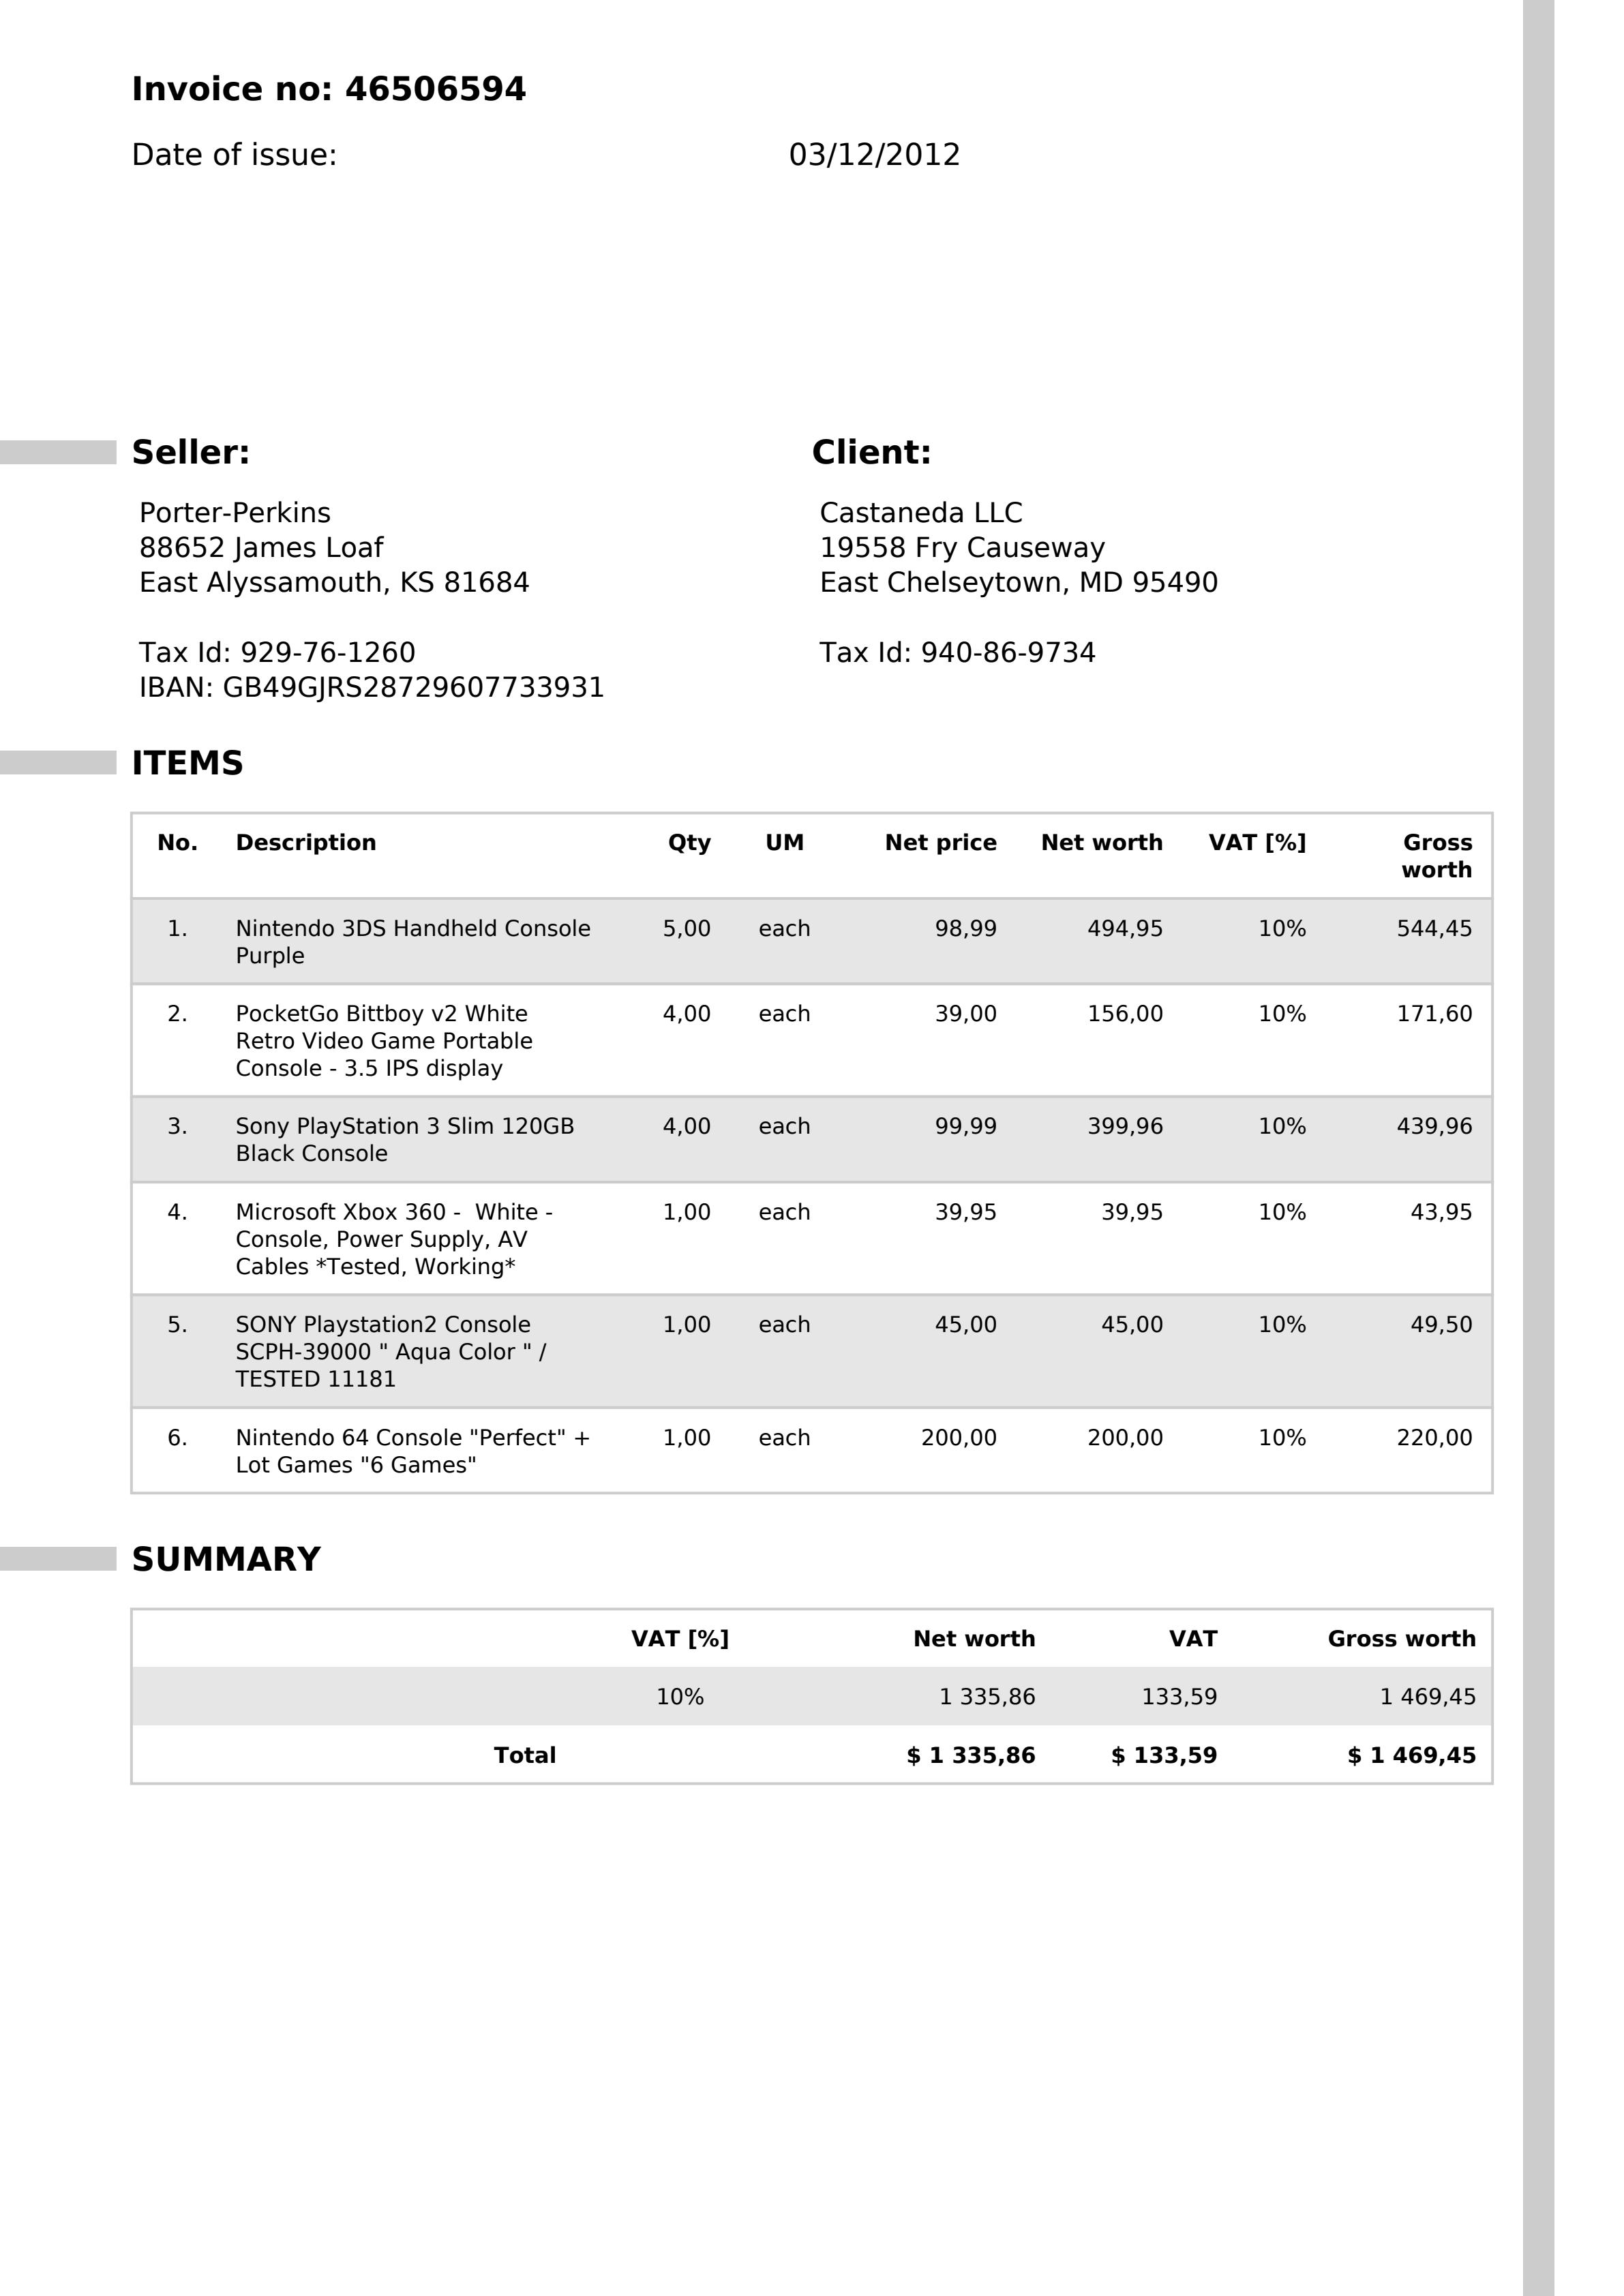 Invoice no: 46506594
Date of issue: 03/12/2012
Seller:
Porter-Perkins
88652 James Loaf
East Alyssamouth, KS 81684
Tax Id: 929-76-1260
IBAN: GB49GJRS28729607733931
Client:
Castaneda LLC
19558 Fry Causeway
East Chelseytown, MD 95490
Tax Id: 940-86-9734
ITEMS
No. Description Qty UM Net price Net worth VAT [%] Gross
worth
1. Nintendo 3DS Handheld Console 5,00 each 98,99 494,95 10% 544,45
Purple
2. PocketGo Bittboy v2 White 4,00 each 39,00 156,00 10% 171,60
Retro Video Game Portable
Console - 3.5 IPS display
3. Sony PlayStation 3 Slim 120GB 4,00 each 99,99 399,96 10% 439,96
Black Console
4. Microsoft Xbox 360 -  White - 1,00 each 39,95 39,95 10% 43,95
Console, Power Supply, AV
Cables *Tested, Working*
5. SONY Playstation2 Console 1,00 each 45,00 45,00 10% 49,50
SCPH-39000 " Aqua Color " /
TESTED 11181
6. Nintendo 64 Console "Perfect" + 1,00 each 200,00 200,00 10% 220,00
Lot Games "6 Games"
SUMMARY
VAT [%] Net worth VAT Gross worth
10% 1 335,86 133,59 1 469,45
Total $ 1 335,86 $ 133,59 $ 1 469,45